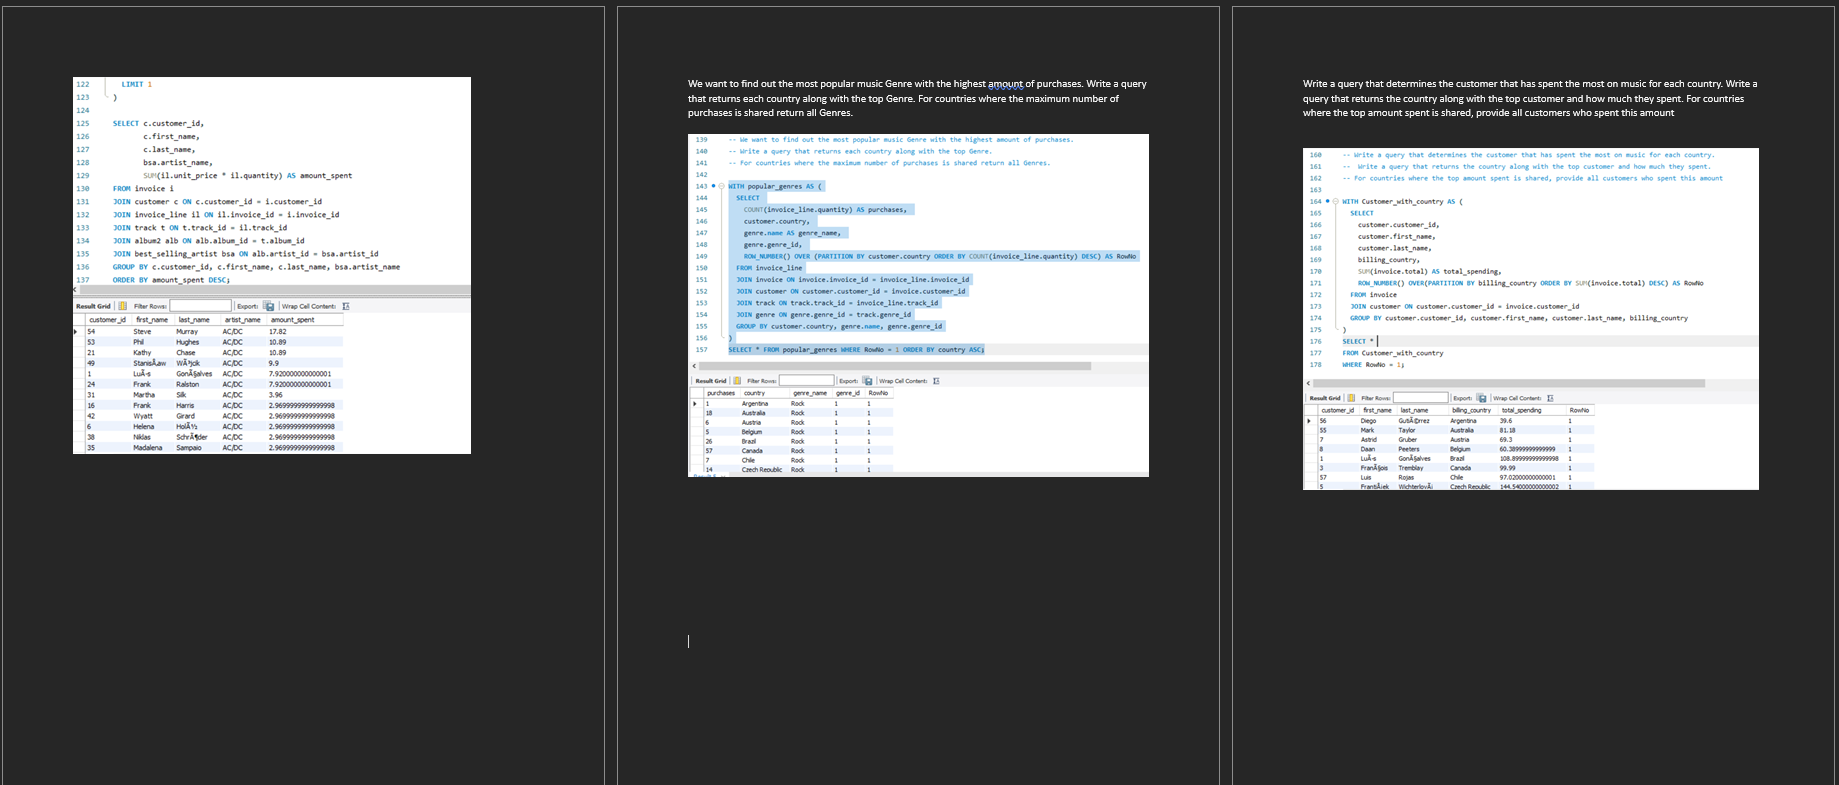 122 LIMIT 1
123 )
124
125 SELECT c.customer_id,
126 c.first_name,
127 c.last_name,
128 bsa.artist_name,
129 SUM(il.unit_price * il.quantity) AS amount_spent
130 FROM invoice i
131 JOIN customer c ON c.customer_id = i.customer_id
132 JOIN invoice_line il ON il.invoice_id = i.invoice_id
133 JOIN track t ON t.track_id = il.track_id
134 JOIN album2 alb ON alb.album_id = t.album_id
135 JOIN best_selling_artist bsa ON alb.artist_id = bsa.artist_id
136 GROUP BY c.customer_id, c.first_name, c.last_name, bsa.artist_name
137 ORDER BY amount_spent DESC;
Result Grid Filter Rows: Export: Wrap Cell Content:
customer_id first_name last_name artist_name amount_spent
54 Steve Murray AC/DC 17.82
53 Phil Hughes AC/DC 10.89
21 Kathy Chase AC/DC 10.89
49 AC/DC 9.9
1 LuÃ-s GonÃ§alves AC/DC 7.920000000000001
24 Frank Ralston AC/DC 7.920000000000001
31 Martha Silk AC/DC 3.96
16 Frank Harris AC/DC 2.9699999999999998
42 Wyatt Girard AC/DC 2.9699999999999998
6 Helena HolÃ½ AC/DC 2.9699999999999998
38 Niklas SchrÃ¶der AC/DC 2.9699999999999998
35 Madalena Sampaio AC/DC 2.9699999999999998
We want to find out the most popular music Genre with the highest amount of purchases. Write a query
that returns each country along with the top Genre. For countries where the maximum number of
purchases is shared return all Genres.
139 -- We want to find out the most popular music Genre with the highest amount of purchases.
140 -- Write a query that returns each country along with the top Genre.
141 -- For countries where the maximum number of purchases is shared return all Genres.
142
143 WITH popular_genres AS (
144 SELECT
145 COUNT(invoice_line.quantity) AS purchases,
146 customer.country,
147 genre.name AS genre_name,
148 genre.genre_id,
149 ROW_NUMBER() OVER (PARTITION BY customer.country ORDER BY COUNT(invoice_line.quantity) DESC) AS RowNo
150 FROM invoice_line
151 JOIN invoice ON invoice.invoice_id = invoice_line.invoice_id
152 JOIN customer ON customer.customer_id = invoice.customer_id
153 JOIN track ON track.track_id = invoice_line.track_id
154 JOIN genre ON genre.genre_id = track.genre_id
155 GROUP BY customer.country, genre.name, genre.genre_id
156 )
157 SELECT * FROM popular_genres WHERE RowNo = 1 ORDER BY country ASC;
Result Grid Filter Rows: Export: Wrap Cell Content:
purchases country genre_name genre_id RowNo
1 Argentina Rock 1 1
18 Australia Rock 1 1
6 Austria Rock 1 1
5 Belgium Rock 1 1
26 Brazil Rock 1 1
57 Canada Rock 1 1
7 Chile Rock 1 1
14 Czech Republic Rock 1 1
Write a query that determines the customer that has spent the most on music for each country. Write a
query that returns the country along with the top customer and how much they spent. For countries
where the top amount spent is shared, provide all customers who spent this amount
160 -- Write a query that determines the customer that has spent the most on music for each country.
161 -- Write a query that returns the country along with the top customer and how much they spent.
162 -- For countries where the top amount spent is shared, provide all customers who spent this amount
163
164 WITH Customer_with_country AS (
165 SELECT
166 customer.customer_id,
167 customer.first_name,
168 customer.last_name,
169 billing_country,
170 SUM(invoice.total) AS total_spending,
171 ROW_NUMBER() OVER(PARTITION BY billing_country ORDER BY SUM(invoice.total) DESC) AS RowNo
172 FROM invoice
173 JOIN customer ON customer.customer_id = invoice.customer_id
174 GROUP BY customer.customer_id, customer.first_name, customer.last_name, billing_country
175 )
176 SELECT *
177 FROM Customer_with_country
178 WHERE RowNo = 1;
Result Grid Filter Rows: Export: Wrap Cell Content:
customer_id first_name last_name billing_country total_spending RowNo
56 Diego GutiÃ©rrez Argentina 39.6 1
55 Mark Taylor Australia 81.18 1
7 Astrid Gruber Austria 69.3 1
8 Daan Peeters Belgium 60.38999999999999 1
1 LuÃ-s GonÃ§alves Brazil 108.89999999999998 1
3 FranÃ§ois Tremblay Canada 99.99 1
57 Luis Rojas Chile 97.02000000000001 1
5 Czech Republic 144.54000000000002 1